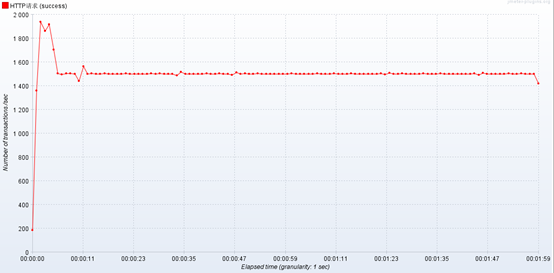 HTTP请求 (success)
jmeter-plugins.org
2 000
1 800
1 600
1 400
1 200
1 000
800
600
400
200
0
Number of transactions /sec
00:00:00 00:00:11 00:00:23 00:00:35 00:00:47 00:00:59 00:01:11 00:01:23 00:01:35 00:01:47 00:01:59
Elapsed time (granularity: 1 sec)